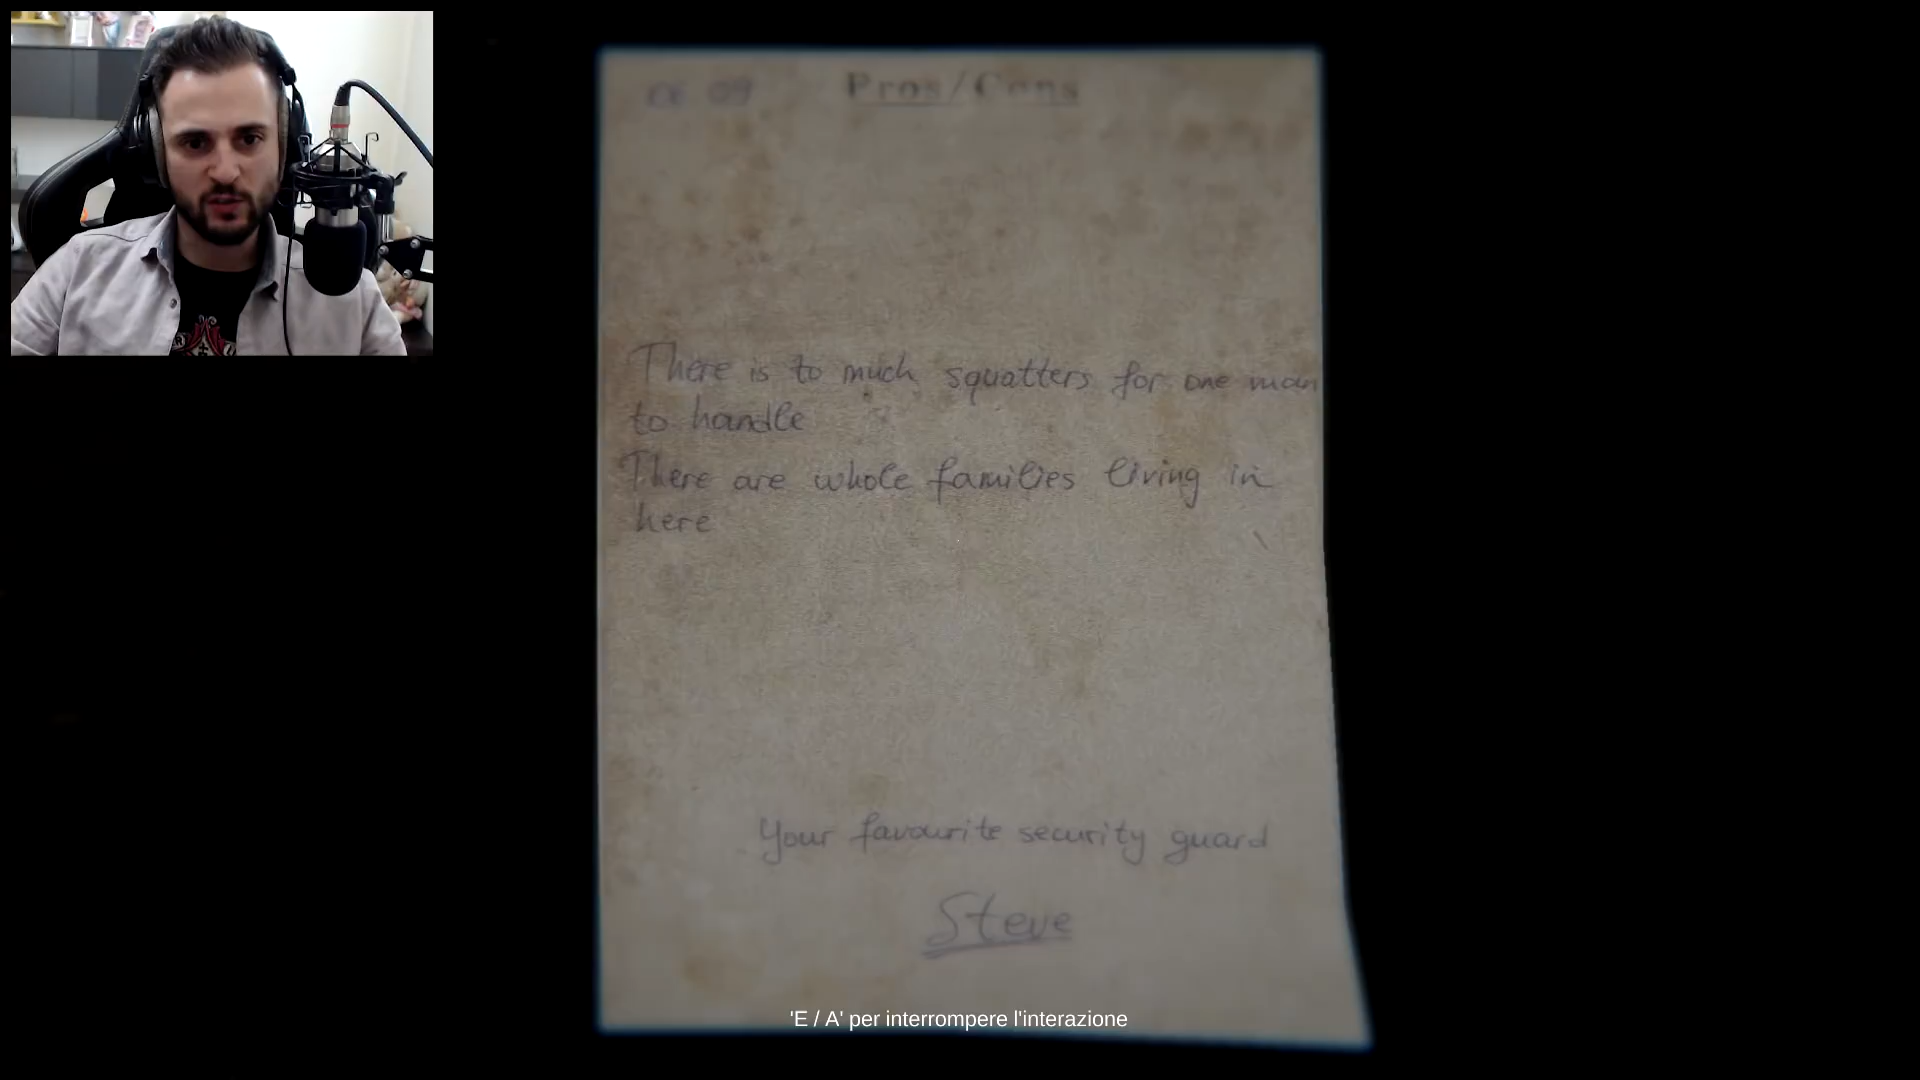 Pros/Cons
There is to much squatters for one man
to handle
There are whole families living in
here
Your favourite security guard
Steve
'E / A' per interrompere l'interazione